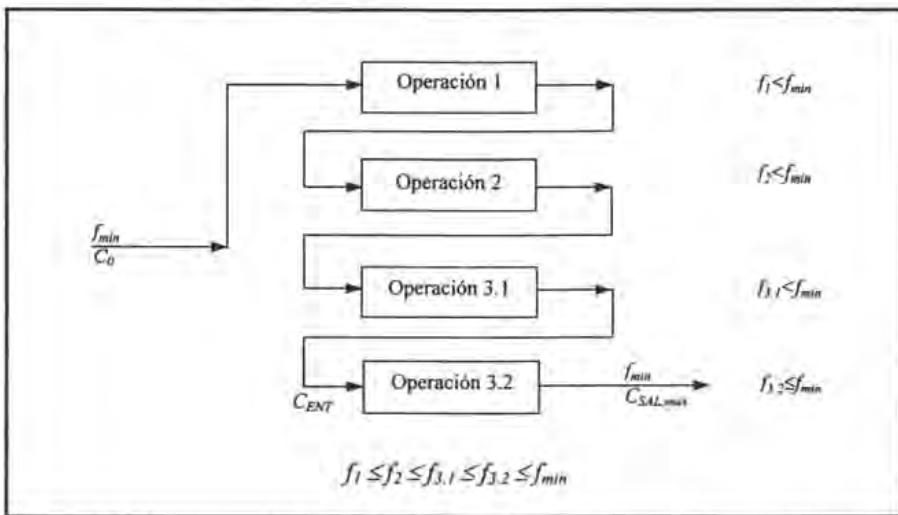 Operación 1
f1<fmin
Operación 2
f2<fmin
fmin
C0
Operación 3.1
f3.1<fmin
Operación 3.2
fmin
f3.2≤fmin
CENT
CSAL,max
f1 ≤f2 ≤f3.1 ≤f3.2 ≤fmin